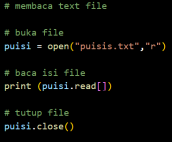 # membaca text file
# buka file
puisi = open("puisis.txt","r")
# baca isi file
print (puisi.read[])
# tutup file
puisi.close()